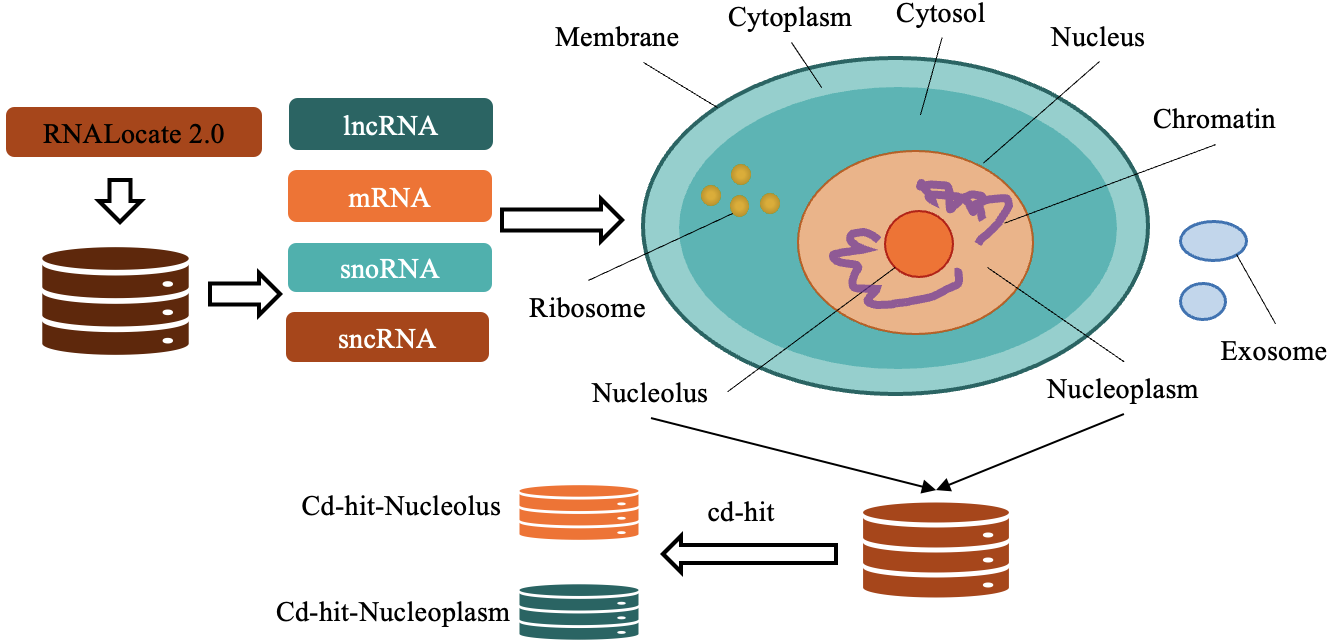 RNALocate 2.0
lncRNA
mRNA
snoRNA
sncRNA
Membrane
Cytoplasm
Cytosol
Nucleus
Chromatin
Ribosome
Exosome
Nucleolus
Nucleoplasm
cd-hit
Cd-hit-Nucleolus
Cd-hit-Nucleoplasm